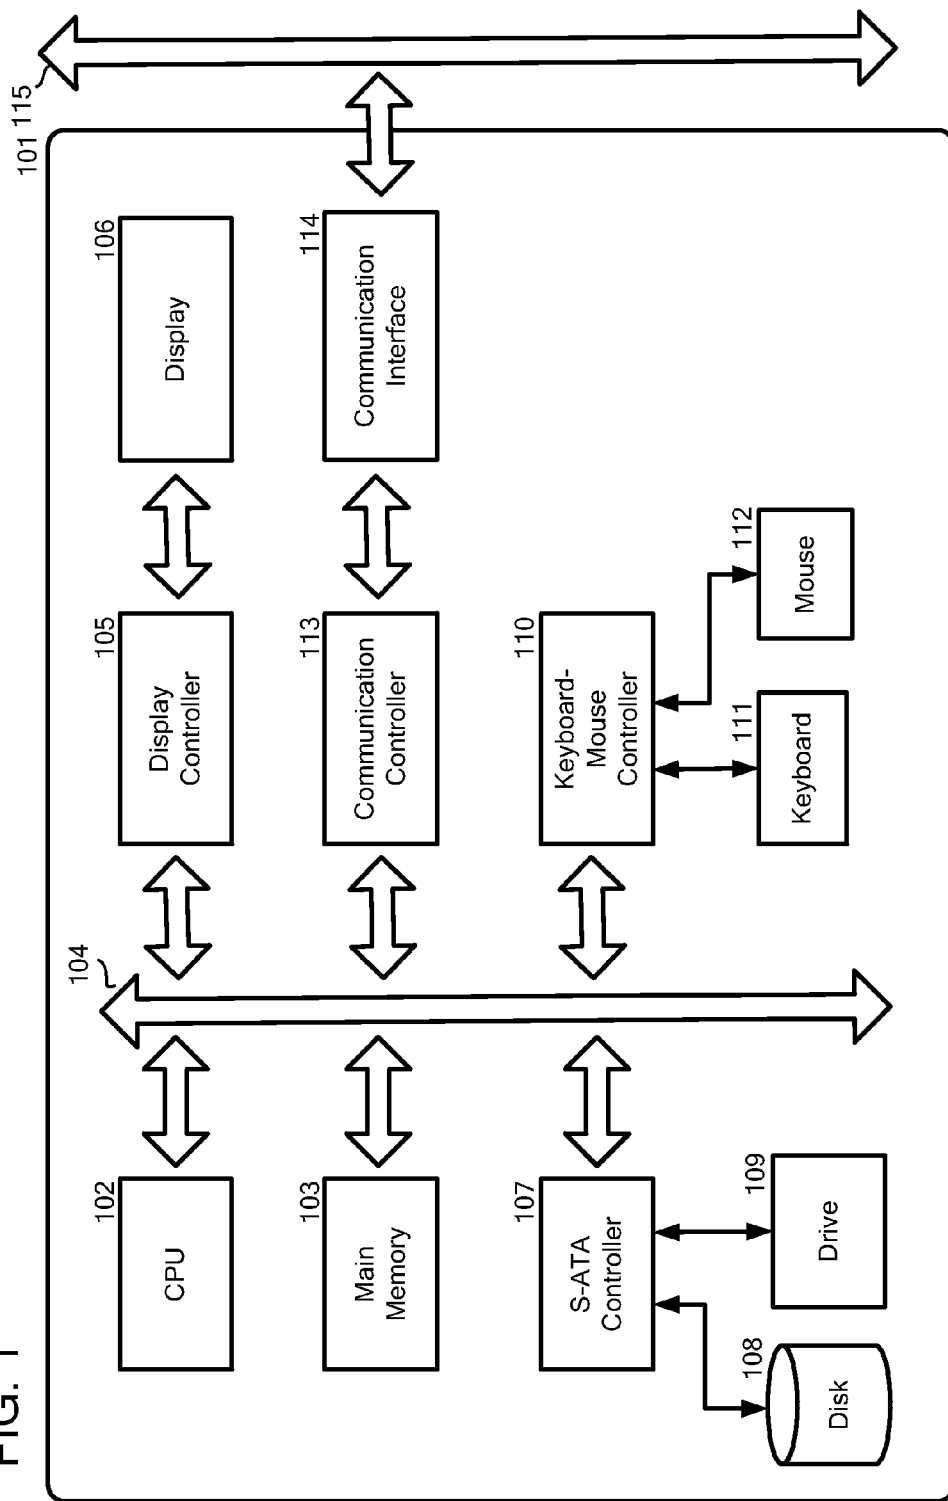 FIG. 1
101
115
104
102
CPU
105
Display
Controller
106
Display
103
Main
Memory
113
Communication
Controller
114
Communication
Interface
107
S-ATA
Controller
110
Keyboard-
Mouse
Controller
108
Disk
109
Drive
111
Keyboard
112
Mouse